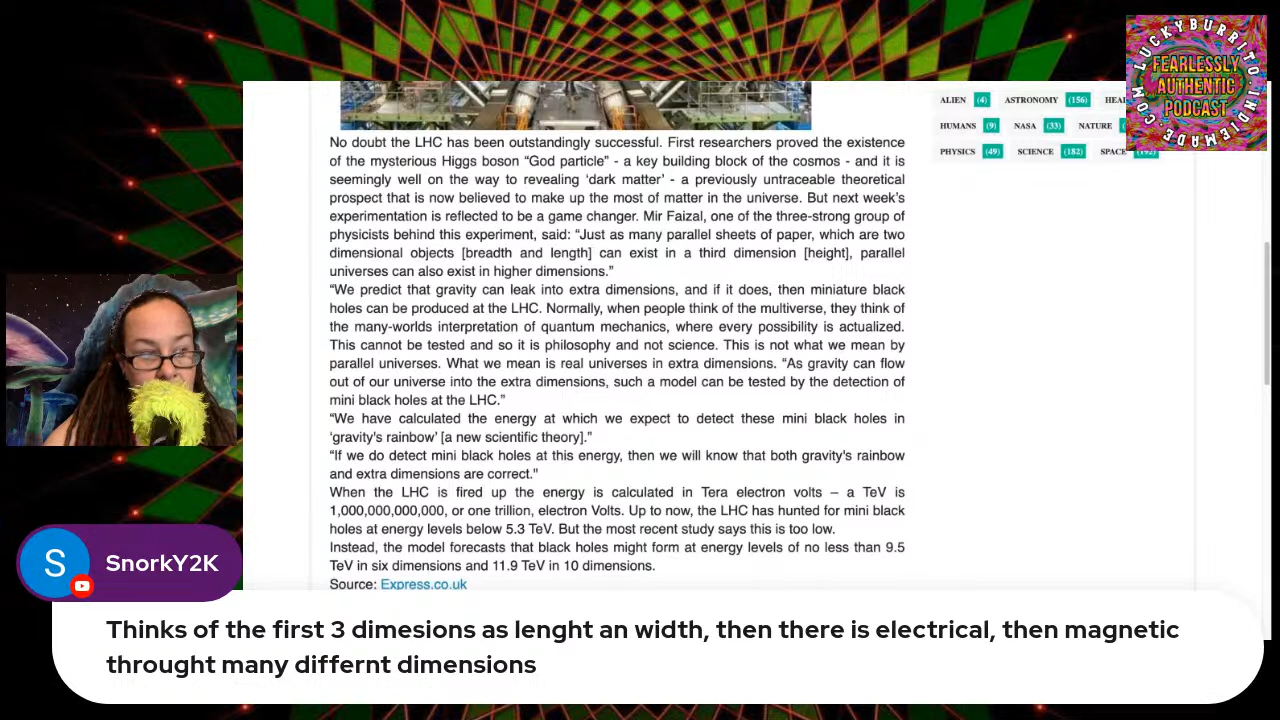 LUCKYBURRITO.INDIEMADE.COM
FEARLESSLY
AUTHENTIC
PODCAST
ALIEN (4) ASTRONOMY (156)
HUMANS (9) NASA (33) NATURE
PHYSICS (49) SCIENCE (182) SPACE
No doubt the LHC has been outstandingly successful. First researchers proved the existence
of the mysterious Higgs boson “God particle” - a key building block of the cosmos - and it is
seemingly well on the way to revealing ‘dark matter’ - a previously untraceable theoretical
prospect that is now believed to make up the most of matter in the universe. But next week’s
experimentation is reflected to be a game changer. Mir Faizal, one of the three-strong group of
physicists behind this experiment, said: “Just as many parallel sheets of paper, which are two
dimensional objects [breadth and length] can exist in a third dimension [height], parallel
universes can also exist in higher dimensions.”
“We predict that gravity can leak into extra dimensions, and if it does, then miniature black
holes can be produced at the LHC. Normally, when people think of the multiverse, they think of
the many-worlds interpretation of quantum mechanics, where every possibility is actualized.
This cannot be tested and so it is philosophy and not science. This is not what we mean by
parallel universes. What we mean is real universes in extra dimensions. “As gravity can flow
out of our universe into the extra dimensions, such a model can be tested by the detection of
mini black holes at the LHC.”
“We have calculated the energy at which we expect to detect these mini black holes in
‘gravity's rainbow’ [a new scientific theory].”
“If we do detect mini black holes at this energy, then we will know that both gravity's rainbow
and extra dimensions are correct."
When the LHC is fired up the energy is calculated in Tera electron volts – a TeV is
1,000,000,000,000, or one trillion, electron Volts. Up to now, the LHC has hunted for mini black
holes at energy levels below 5.3 TeV. But the most recent study says this is too low.
Instead, the model forecasts that black holes might form at energy levels of no less than 9.5
TeV in six dimensions and 11.9 TeV in 10 dimensions.
Source: Express.co.uk
S SnorkY2K
Thinks of the first 3 dimesions as lenght an width, then there is electrical, then magnetic
throught many differnt dimensions